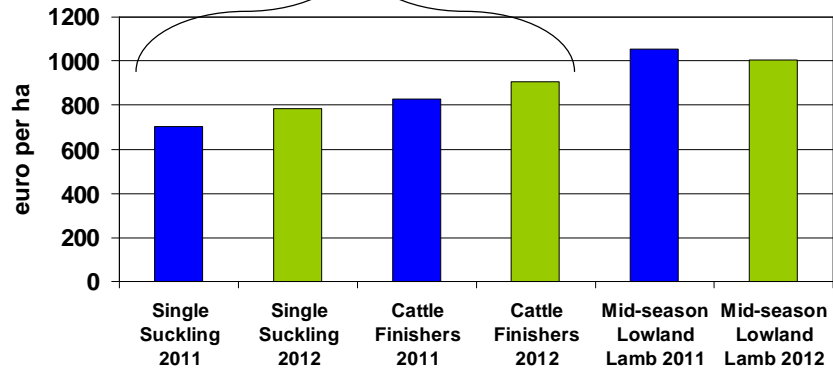 1200
1000
800
600
400
200
0
euro per ha
Single
Suckling
2011
Single
Suckling
2012
Cattle
Finishers
2011
Cattle
Finishers
2012
Mid-season
Lowland
Lamb 2011
Mid-season
Lowland
Lamb 2012